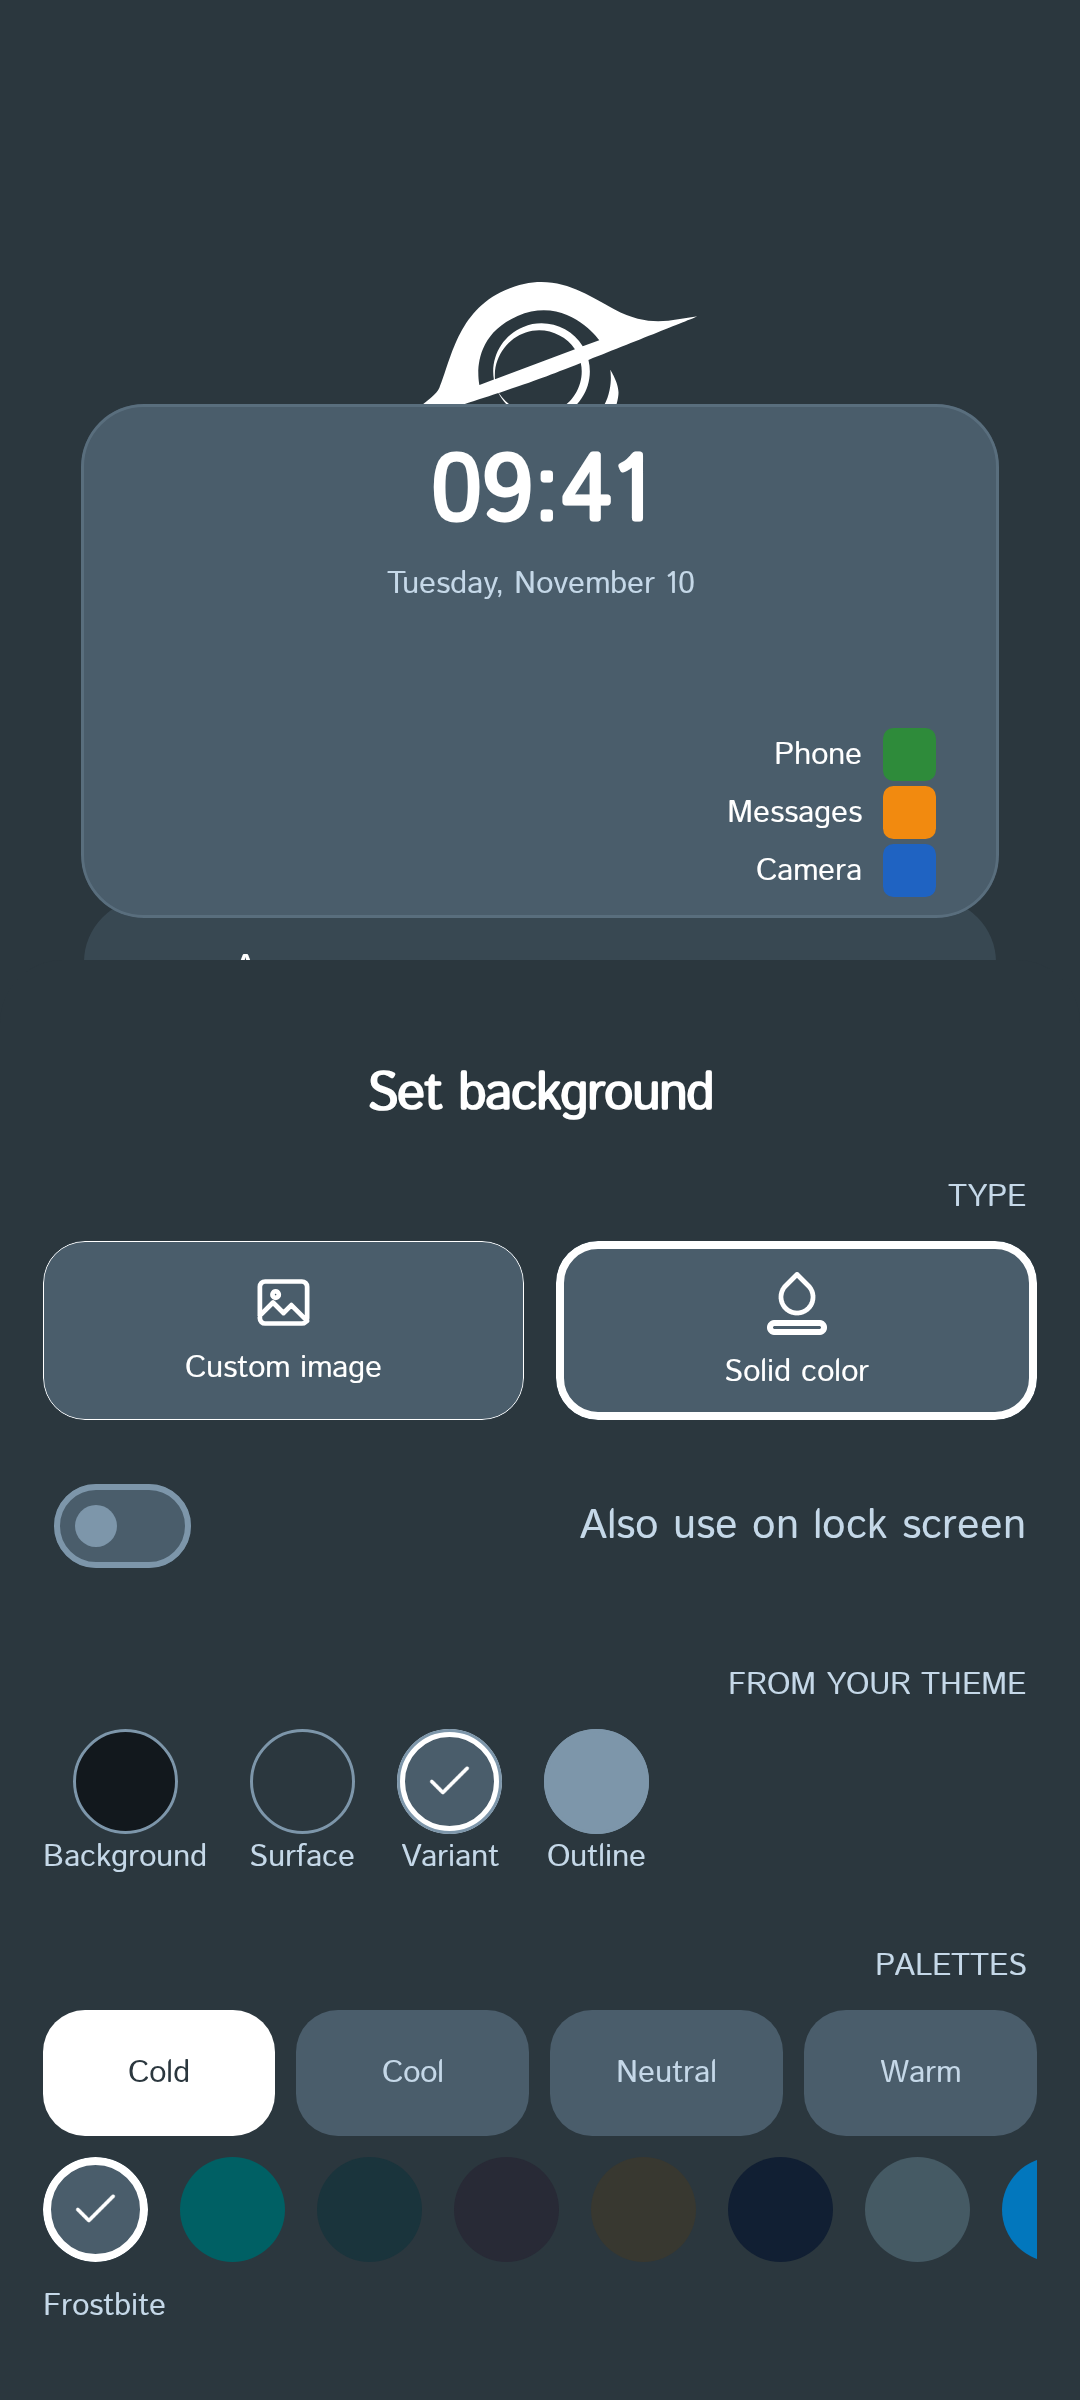 09:41
Tuesday, November 10
Phone
Messages
Camera
Set background
TYPE
Custom image
Solid color
Also use on lock screen
FROM YOUR THEME
Background
Surface
Variant
Outline
PALETTES
Cold
Cool
Neutral
Warm
Frostbite